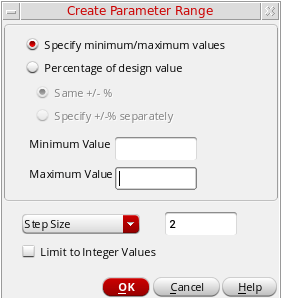 Create Parameter Range
Specify minimum/maximum values
Percentage of design value
Same +/- %
Specify +/-% separately
Minimum Value
Maximum Value
Step Size 2
Limit to Integer Values
OK Cancel Help